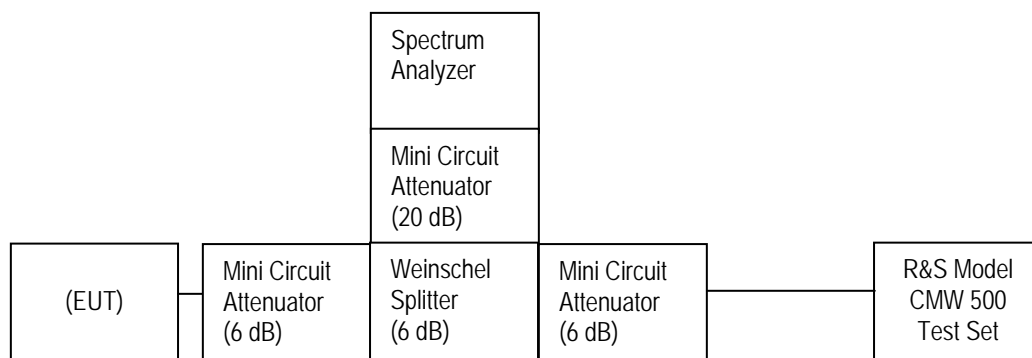 Spectrum
Analyzer
Mini Circuit
Attenuator
(20 dB)
(EUT)
Mini Circuit
Attenuator
(6 dB)
Weinschel
Splitter
(6 dB)
Mini Circuit
Attenuator
(6 dB)
R&S Model
CMW 500
Test Set